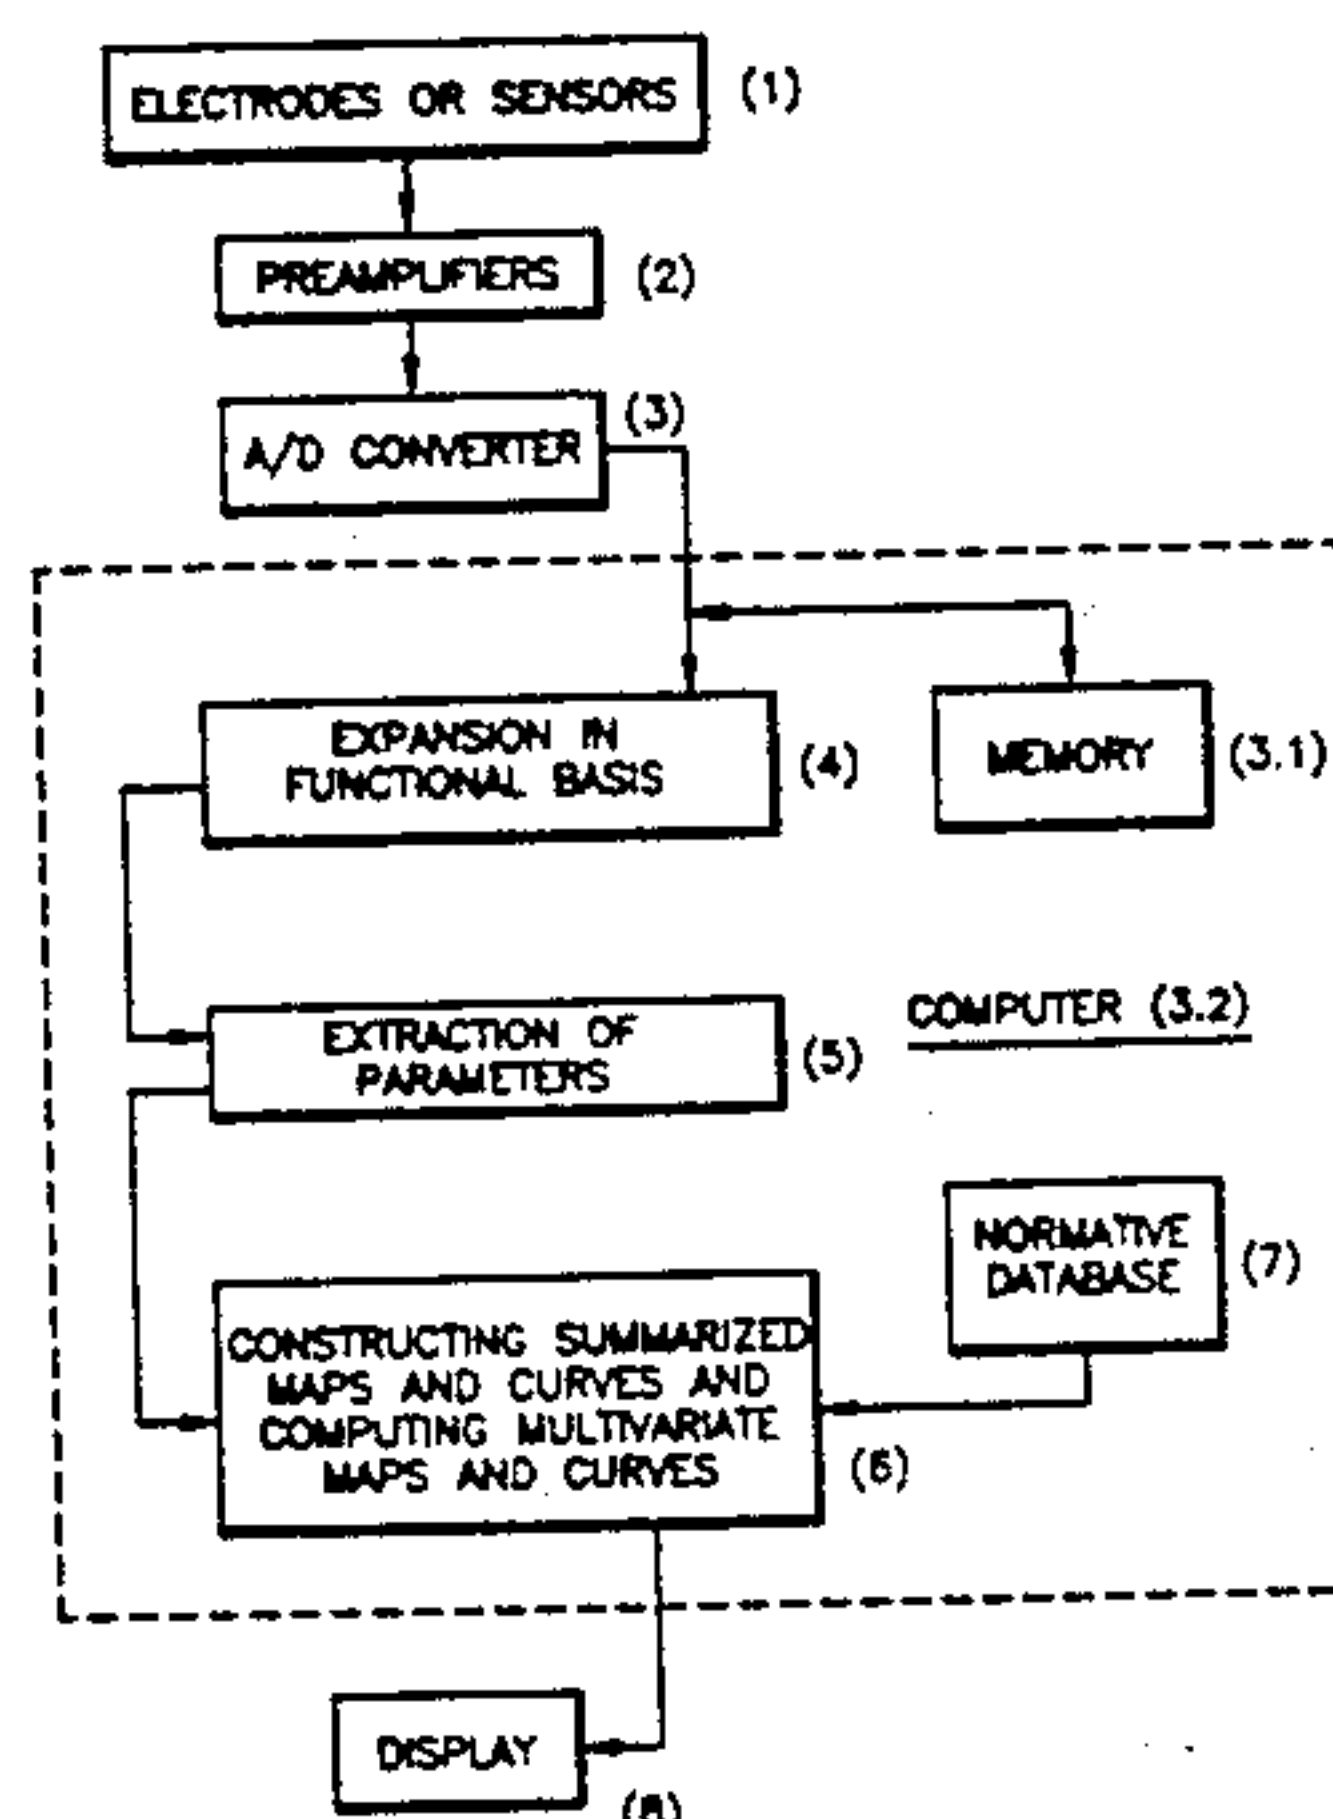 ELECTRODES OR SENSORS
(1)
PREAMPLIFIERS
(2)
A/D CONVERTER
(3)
EXPANSION IN
FUNCTIONAL BASIS
(4)
MEMORY
(3.1)
EXTRACTION OF
PARAMETERS
(5)
COMPUTER (3.2)
NORMATIVE
DATABASE
(7)
CONSTRUCTING SUMMARIZED
MAPS AND CURVES AND
COMPUTING MULTIVARIATE
MAPS AND CURVES
(6)
DISPLAY
(8)